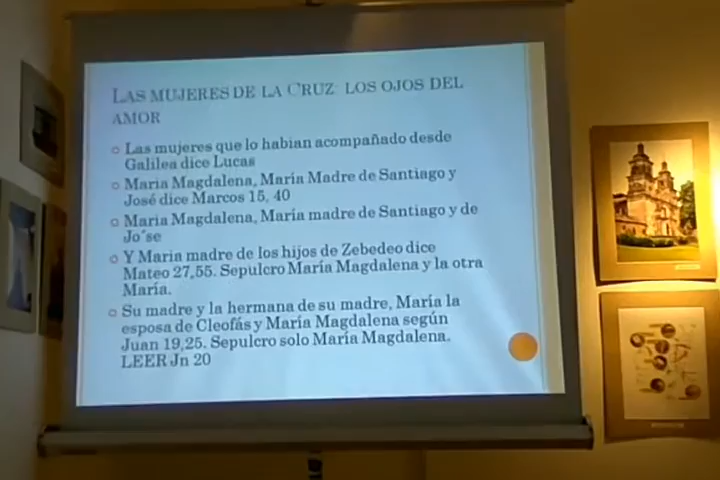 LAS MUJERES DE LA CRUZ: LOS OJOS DEL
AMOR
Las mujeres que lo habian acompañado desde
Galilea dice Lucas
Maria Magdalena, María Madre de Santiago y
José dice Marcos 15, 40
Maria Magdalena, María madre de Santiago y de
Jo´se
Y Maria madre de los hijos de Zebedeo dice
Mateo 27,55. Sepulcro María Magdalena y la otra
María.
Su madre y la hermana de su madre, María la
esposa de Cleofás y María Magdalena según
Juan 19,25. Sepulcro solo María Magdalena.
LEER Jn 20